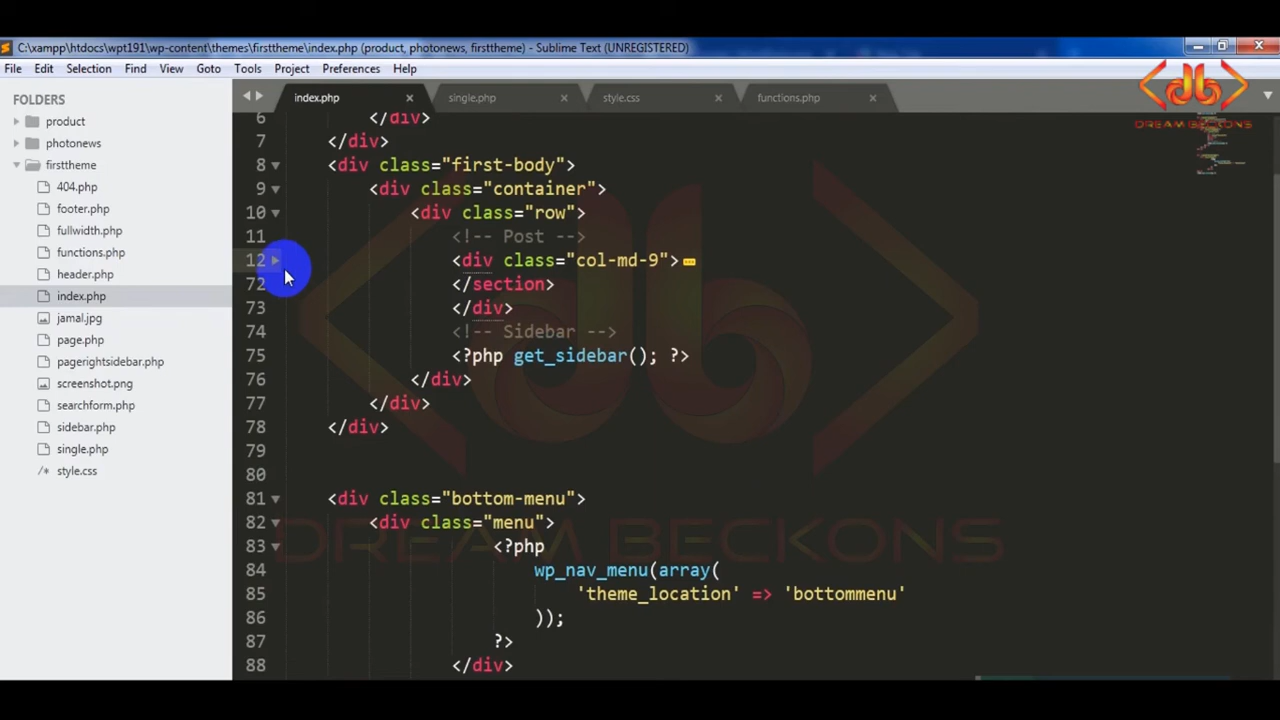 C:\xampp\htdocs\wpt191\wp-content\themes\firsttheme\index.php (product, photonews, firsttheme) - Sublime Text (UNREGISTERED)
File Edit Selection Find View Goto Tools Project Preferences Help
FOLDERS
product
photonews
firsttheme
404.php
footer.php
fullwidth.php
functions.php
header.php
index.php
jamal.jpg
page.php
pagerightsidebar.php
screenshot.png
searchform.php
sidebar.php
single.php
/* style.css
index.php single.php style.css functions.php
DREAM BECKONS
6 </div>
7 </div>
8 <div class="first-body">
9 <div class="container">
10 <div class="row">
11 <!-- Post -->
12 <div class="col-md-9">
72 </section>
73 </div>
74 <!-- Sidebar -->
75 <?php get_sidebar(); ?>
76 </div>
77 </div>
78 </div>
79
80
81 <div class="bottom-menu">
82 <div class="menu">
83 <?php
84 wp_nav_menu(array(
85 'theme_location' => 'bottommenu'
86 ));
87 ?>
88 </div>
DREAM BECKONS